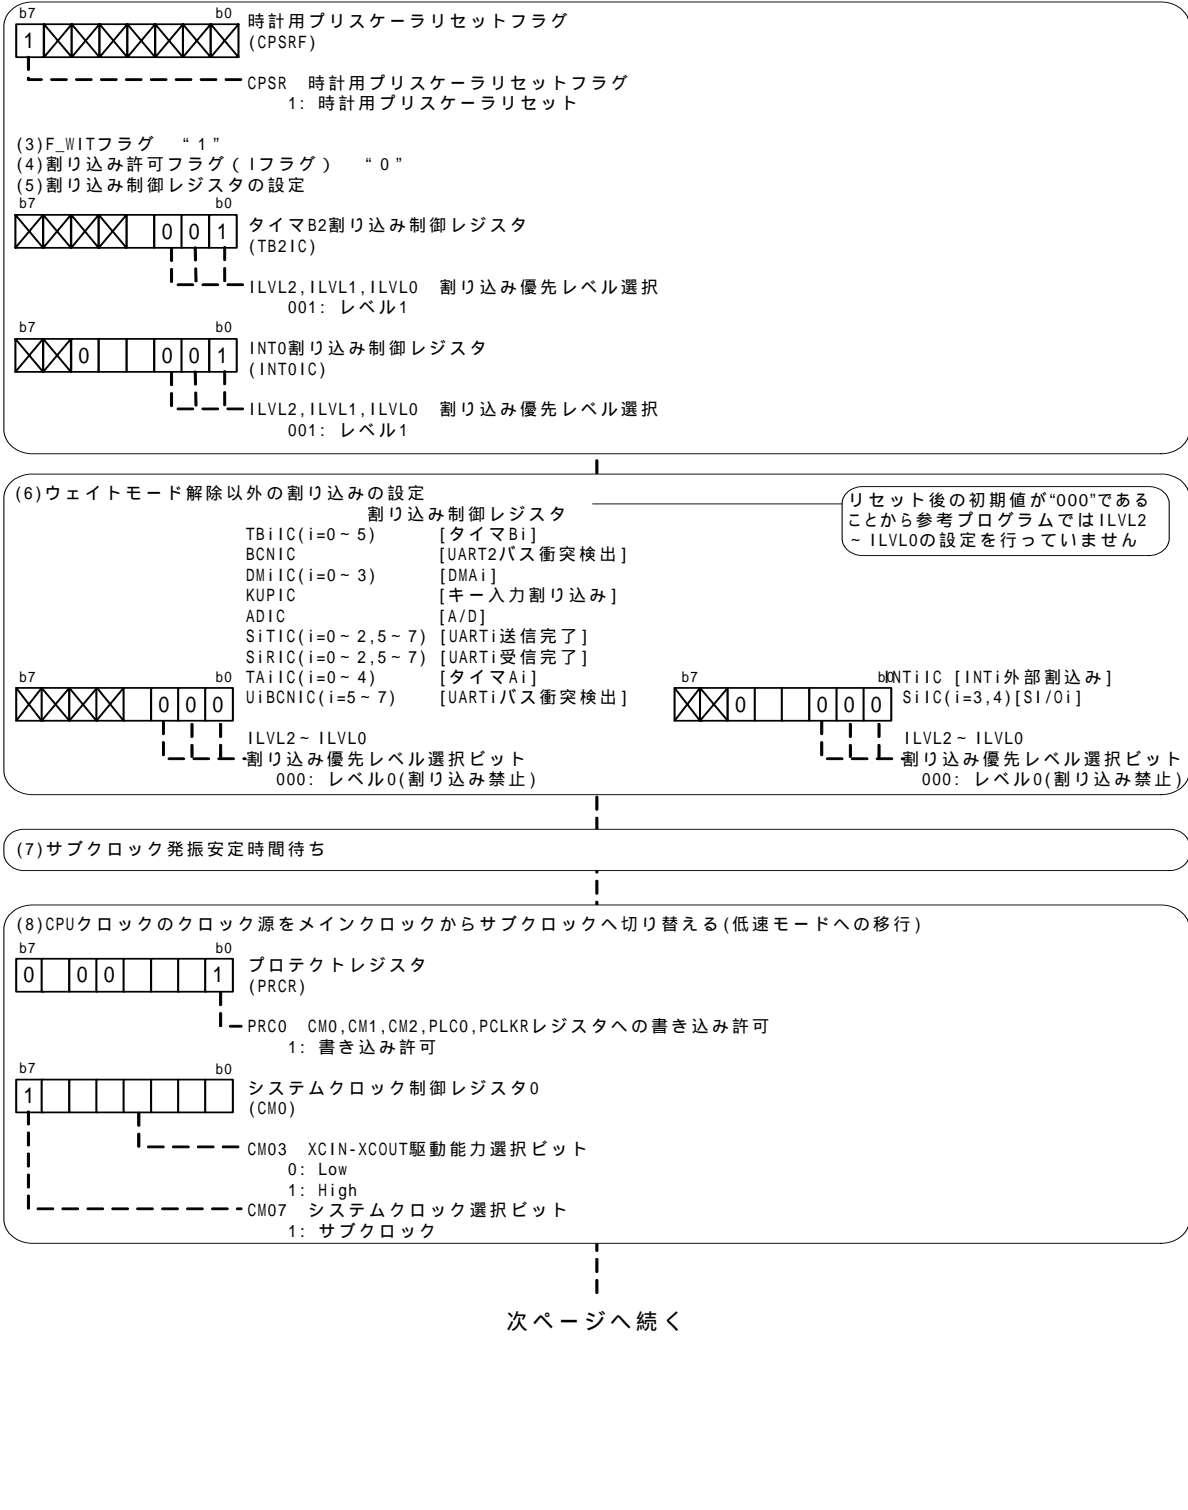 b7 b0
1
時計用プリスケーラリセットフラグ
(CPSRF)
CPSR 時計用プリスケーラリセットフラグ
1: 時計用プリスケーラリセット
(3)F_WITフラグ “1”
(4)割り込み許可フラグ(Iフラグ) “0”
(5)割り込み制御レジスタの設定
b7 b0
0 0 1
タイマB2割り込み制御レジスタ
(TB2IC)
ILVL2,ILVL1,ILVL0 割り込み優先レベル選択
001: レベル1
b7 b0
0 0 0 1
INT0割り込み制御レジスタ
(INT0IC)
ILVL2,ILVL1,ILVL0 割り込み優先レベル選択
001: レベル1
(6)ウェイトモード解除以外の割り込みの設定
リセット後の初期値が“000”である
ことから参考プログラムではILVL2
~ILVL0の設定を行っていません
割り込み制御レジスタ
TBiIC(i=0~5) [タイマBi]
BCNIC [UART2バス衝突検出]
DMiIC(i=0~3) [DMAi]
KUPIC [キー入力割り込み]
ADIC [A/D]
SiTIC(i=0~2,5~7) [UARTi送信完了]
SiRIC(i=0~2,5~7) [UARTi受信完了]
b7 b0 TAiIC(i=0~4) [タイマAi]
0 0 0 UiBCNIC(i=5~7) [UARTiバス衝突検出]
ILVL2~ILVL0
割り込み優先レベル選択ビット
000: レベル0(割り込み禁止)
b7 b0 INTiIC [INTi外部割込み]
0 0 0 0 SiIC(i=3,4)[SI/Oi]
ILVL2~ILVL0
割り込み優先レベル選択ビット
000: レベル0(割り込み禁止)
(7)サブクロック発振安定時間待ち
(8)CPUクロックのクロック源をメインクロックからサブクロックへ切り替える(低速モードへの移行)
b7 b0
0 0 0 1
プロテクトレジスタ
(PRCR)
PRC0 CM0,CM1,CM2,PLC0,PCLKRレジスタへの書き込み許可
1: 書き込み許可
b7 b0
1
システムクロック制御レジスタ0
(CM0)
CM03 XCIN-XCOUT駆動能力選択ビット
0: Low
1: High
CM07 システムクロック選択ビット
1: サブクロック
次ページへ続く